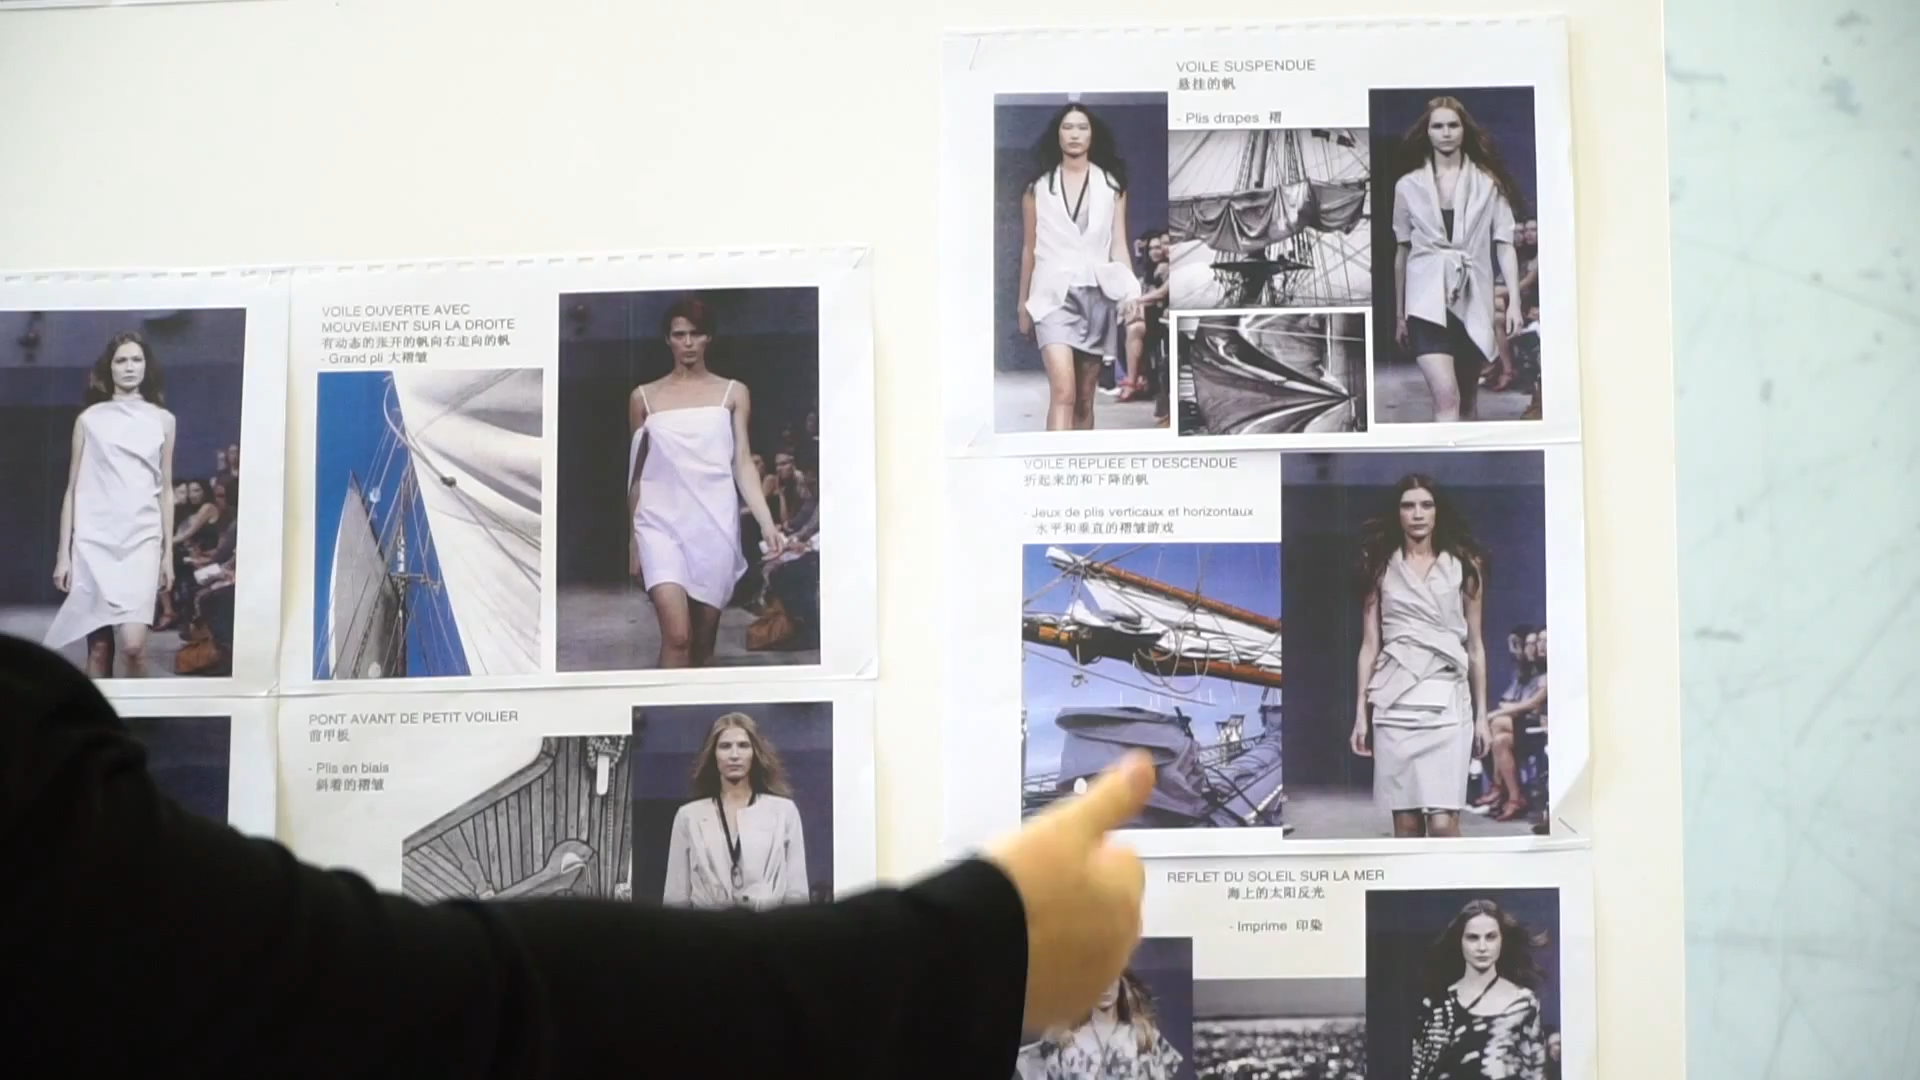 VOILE SUSPENDUE
悬挂的帆
- Plis drapes 褶
VOILE OUVERTE AVEC
MOUVEMENT SUR LA DROITE
有动态的张开的帆向右走向的帆
- Grand pli 大褶皱
VOILE REPLIEE ET DESCENDUE
折起来的和下降的帆
- Jeux de plis verticaux et horizontaux
水平和垂直的褶皱游戏
PONT AVANT DE PETIT VOILIER
前甲板
- Plis en biais
斜着的褶皱
REFLET DU SOLEIL SUR LA MER
海上的太阳反光
- Imprime 印染